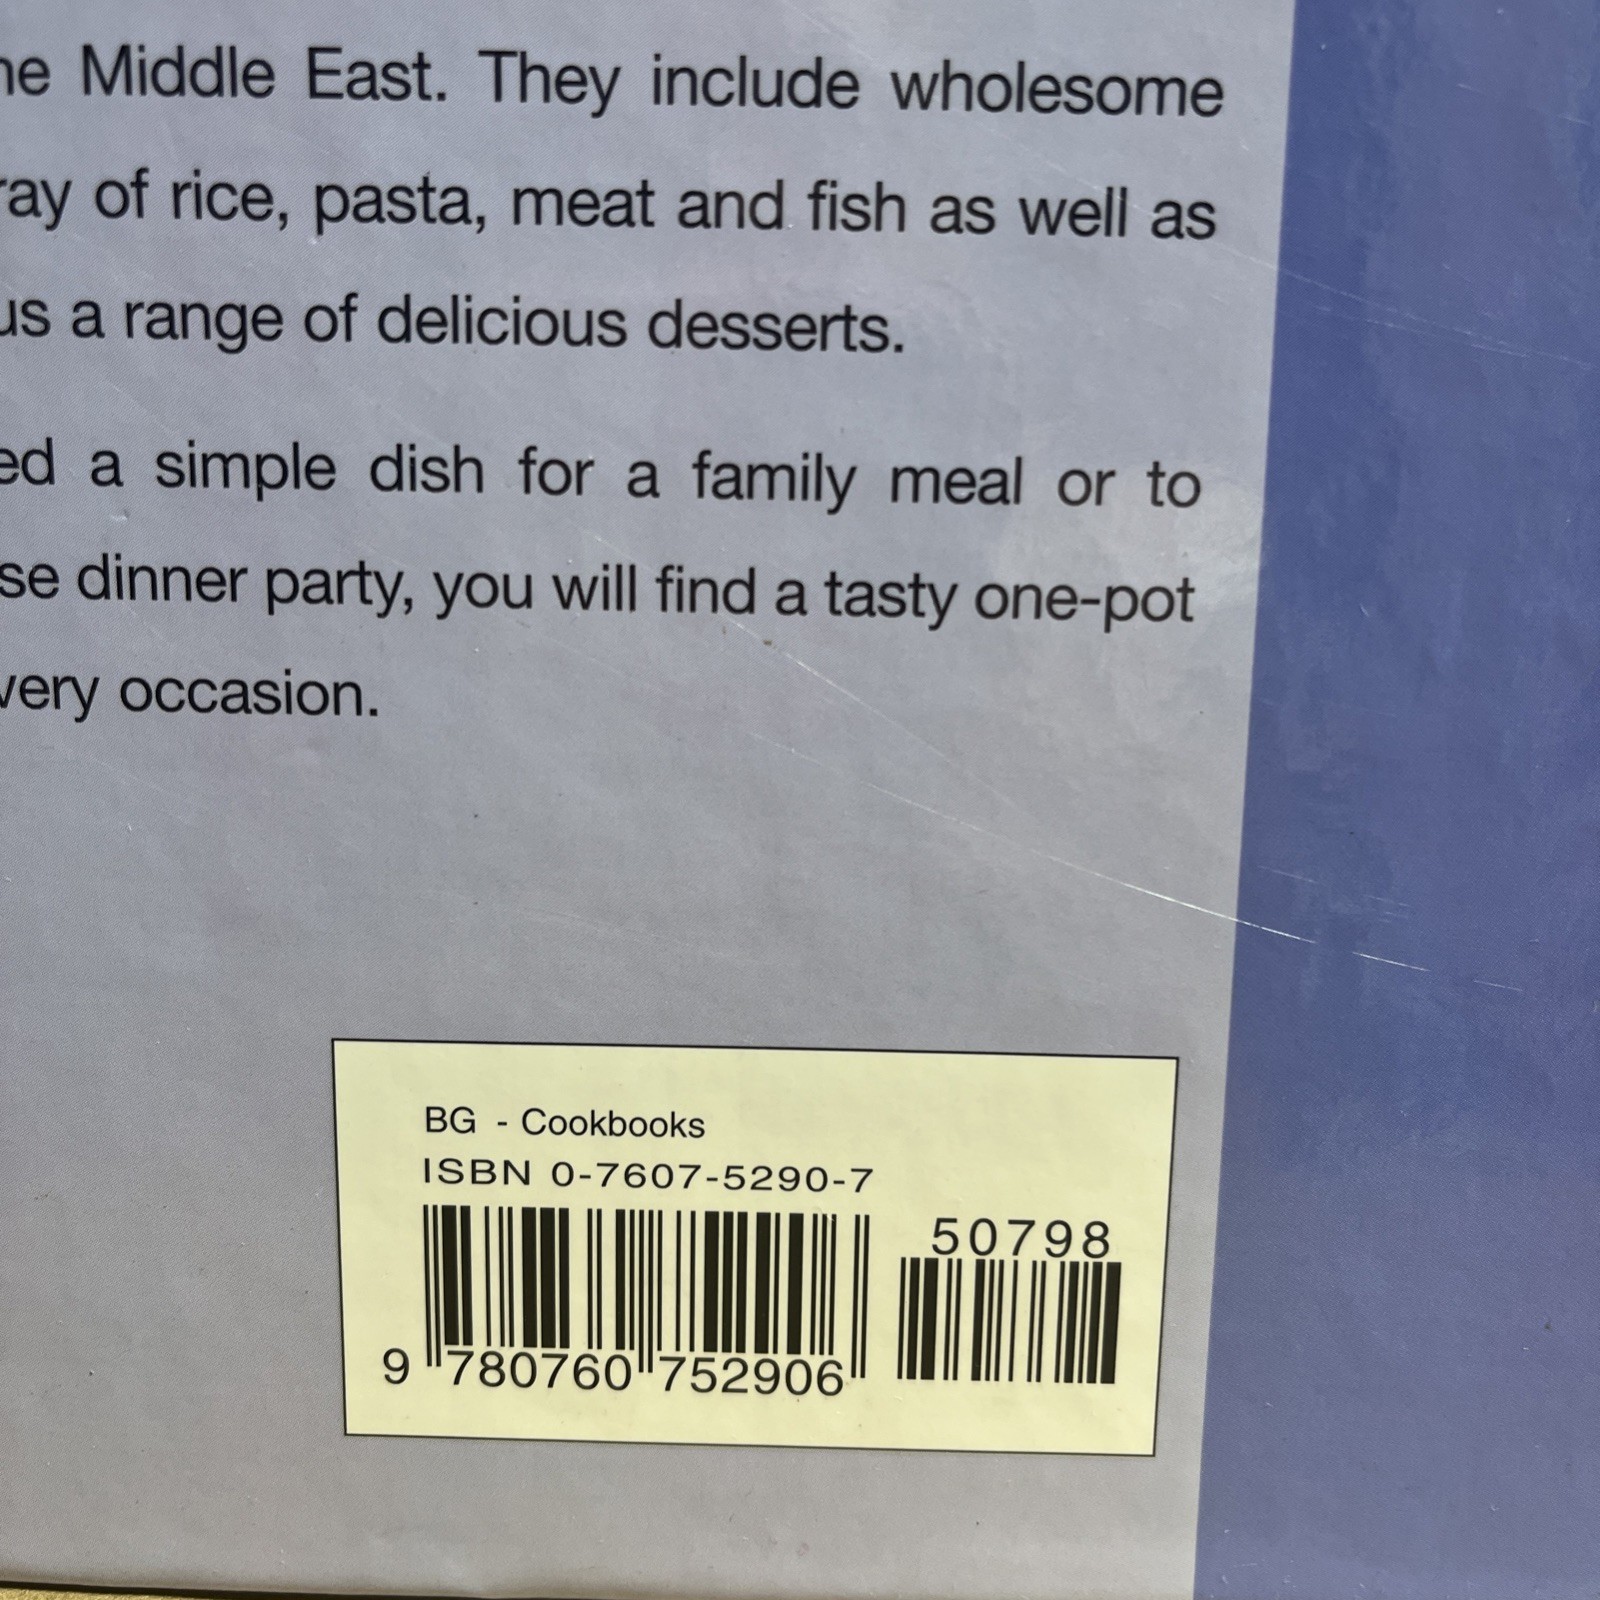 he Middle East. They include wholesome
ray of rice, pasta, meat and fish as well as
us a range of delicious desserts.
ed a simple dish for a family meal or to
se dinner party, you will find a tasty one-pot
very occasion.
BG - Cookbooks
ISBN 0-7607-5290-7
50798
9 780760 752906